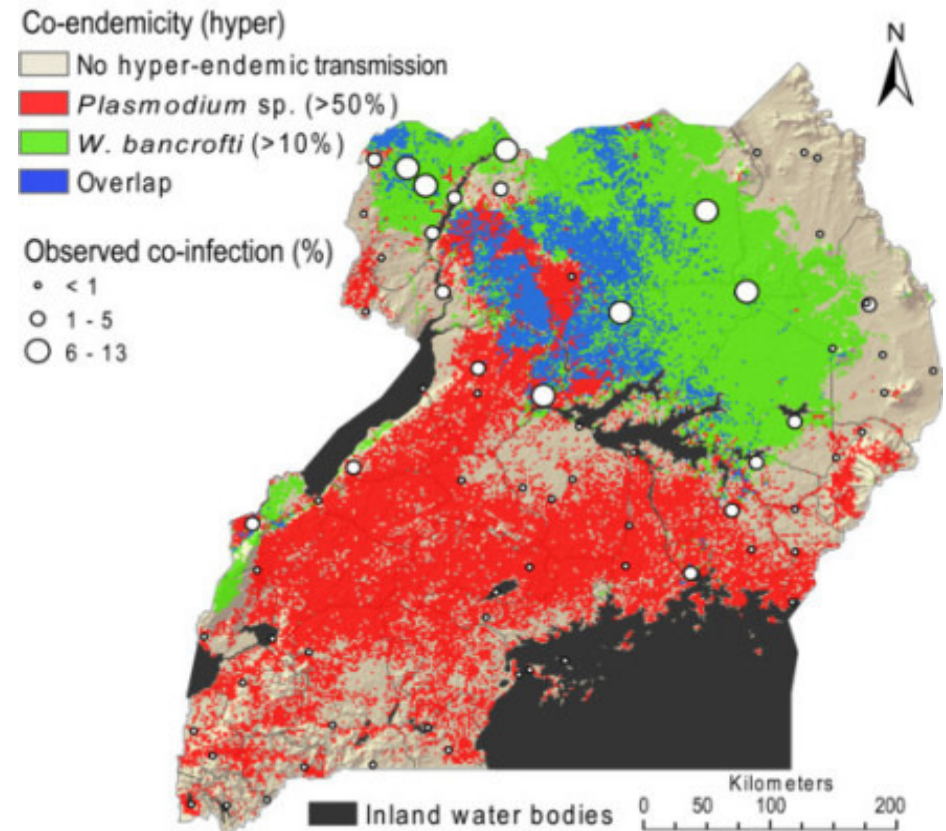 Co-endemicity (hyper)
No hyper-endemic transmission
Plasmodium sp. (>50%)
W. bancrofti (>10%)
Overlap
Observed co-infection (%)
< 1
1 - 5
6 - 13
N
Inland water bodies
Kilometers
0 50 100 200